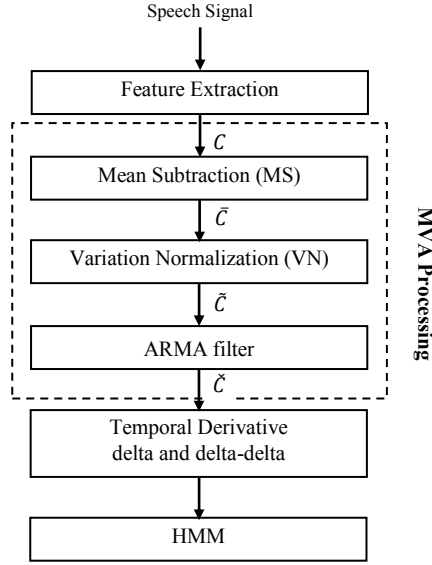 Speech Signal
Feature Extraction
C
Mean Subtraction (MS)
C̄
Variation Normalization (VN)
C̃
ARMA filter
Č
Temporal Derivative
delta and delta-delta
HMM
MVA Processing